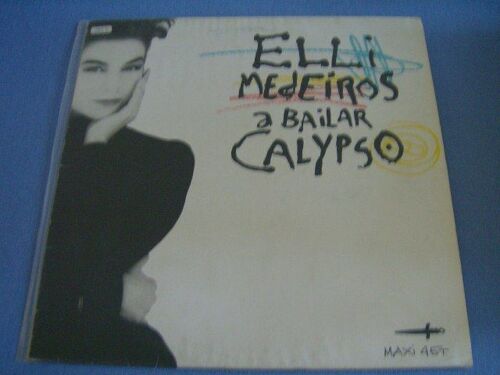 ELLi
MEdEiROS
a BAiLAR
CALYPSO
MAXi 45T